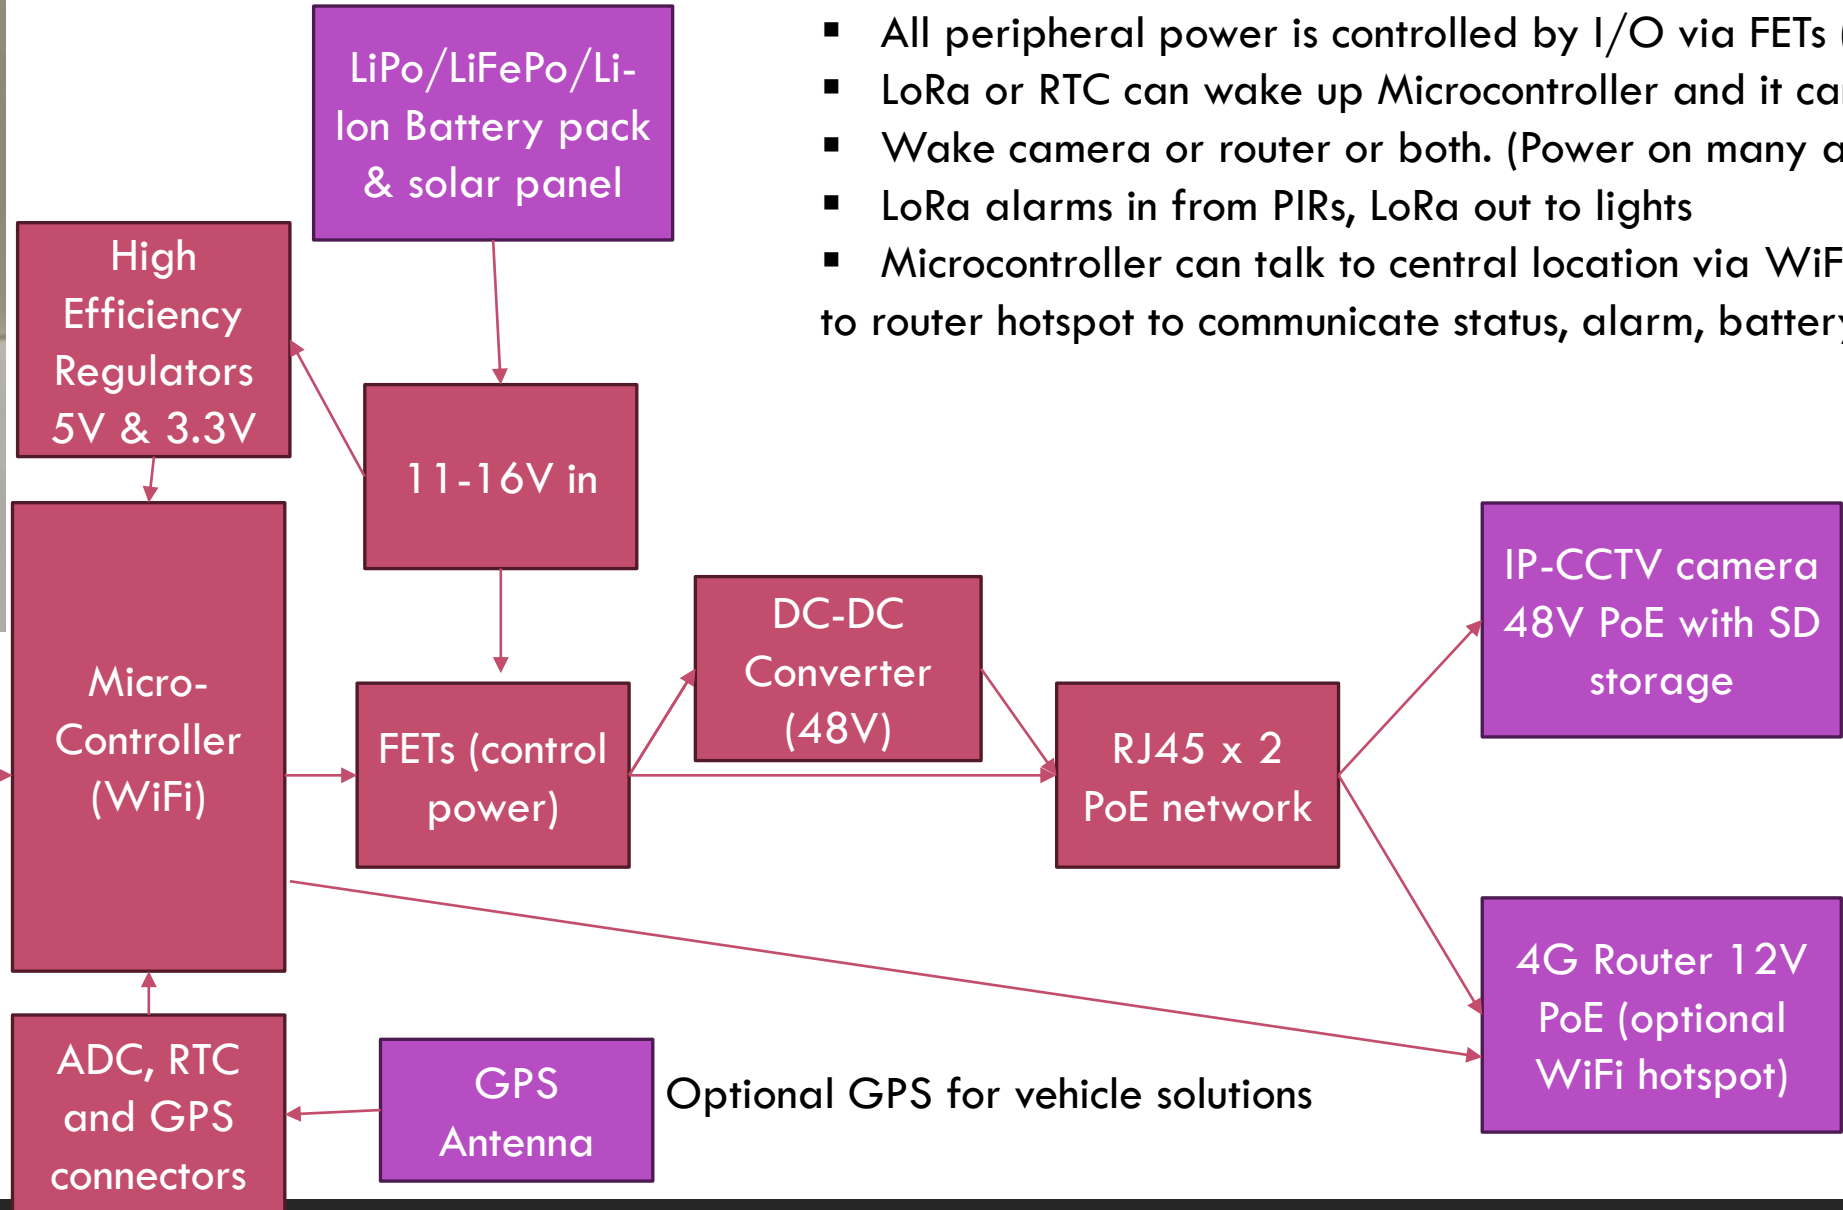 ▪ All peripheral power is controlled by I/O via FETs (
▪ LoRa or RTC can wake up Microcontroller and it
▪ Wake camera or router or both. (Power on many
▪ LoRa alarms in from PIRs, LoRa out to lights
▪ Microcontroller can talk to central location via
to router hotspot to communicate status, alarm,
LiPo/LiFePo/Li-
Ion Battery pack
& solar panel
High
Efficiency
Regulators
5V & 3.3V
11-16V in
Micro-
Controller
(WiFi)
FETs (control
power)
DC-DC
Converter
(48V)
RJ45 x 2
PoE network
IP-CCTV camera
48V PoE with SD
storage
4G Router 12V
PoE (optional
WiFi hotspot)
ADC, RTC
and GPS
connectors
GPS
Antenna
Optional GPS for vehicle solutions